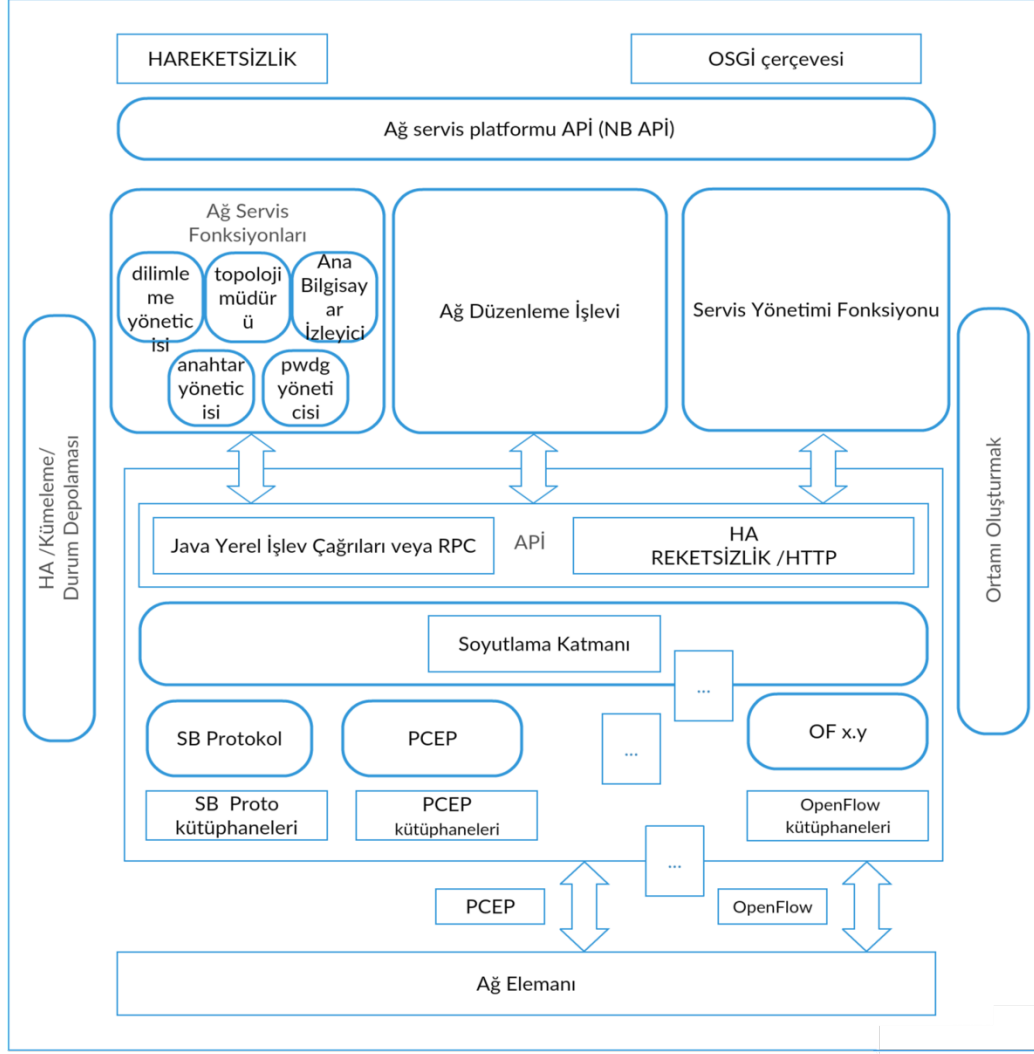 HAREKETSİZLİK
OSGİ çerçevesi
Ağ servis platformu APİ (NB APİ)
Ağ Servis
Fonksiyonları
dilimle
me
yönetic
isi
topoloji
müdür
ü
Ana
Bilgisay
ar
İzleyici
anahtar
yönetic
isi
pwdg
yöneti
cisi
Ağ Düzenleme İşlevi
Servis Yönetimi Fonksiyonu
HA /Kümeleme/
Durum Depolaması
Ortamı Oluşturmak
Java Yerel İşlev Çağrıları veya RPC
APİ
HA
REKETSİZLİK /HTTP
Soyutlama Katmanı
...
SB Protokol
PCEP
...
OF x.y
SB Proto
kütüphaneleri
PCEP
kütüphaneleri
OpenFlow
kütüphaneleri
...
PCEP
OpenFlow
Ağ Elemanı